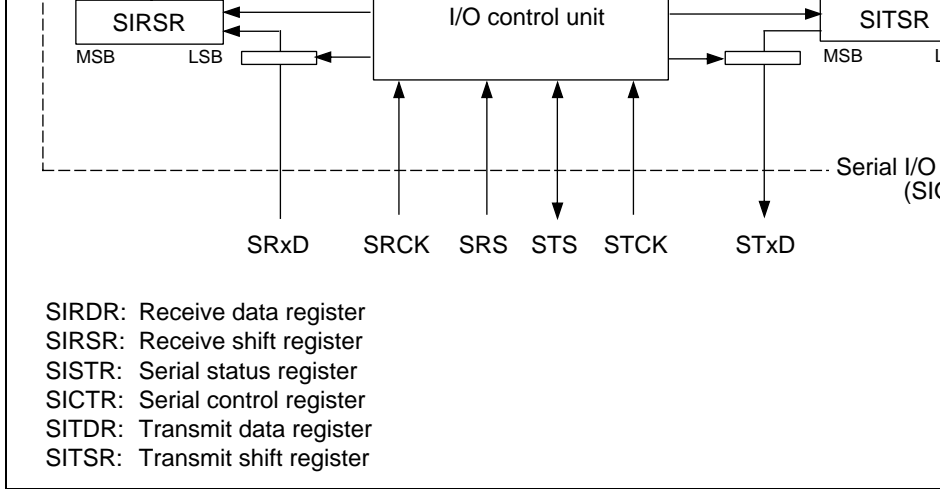 SIRSR I/O control unit SITSR
MSB LSB MSB L
Serial I/O
(SIO
SRxD SRCK SRS STS STCK STxD
SIRDR: Receive data register
SIRSR: Receive shift register
SISTR: Serial status register
SICTR: Serial control register
SITDR: Transmit data register
SITSR: Transmit shift register